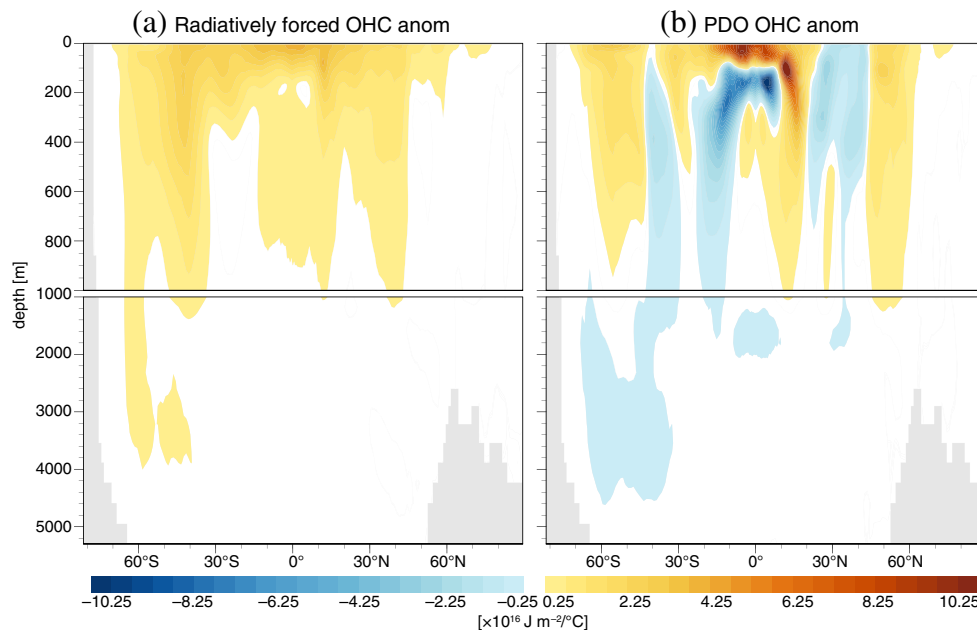 (a) Radiatively forced OHC anom
(b) PDO OHC anom
0
200
400
600
800
1000
2000
3000
4000
5000
depth [m]
60°S 30°S 0° 30°N 60°N
60°S 30°S 0° 30°N 60°N
−10.25 −8.25 −6.25 −4.25 −2.25 −0.25 0.25 2.25 4.25 6.25 8.25 10.25
[×10¹⁶ J m⁻²/°C]